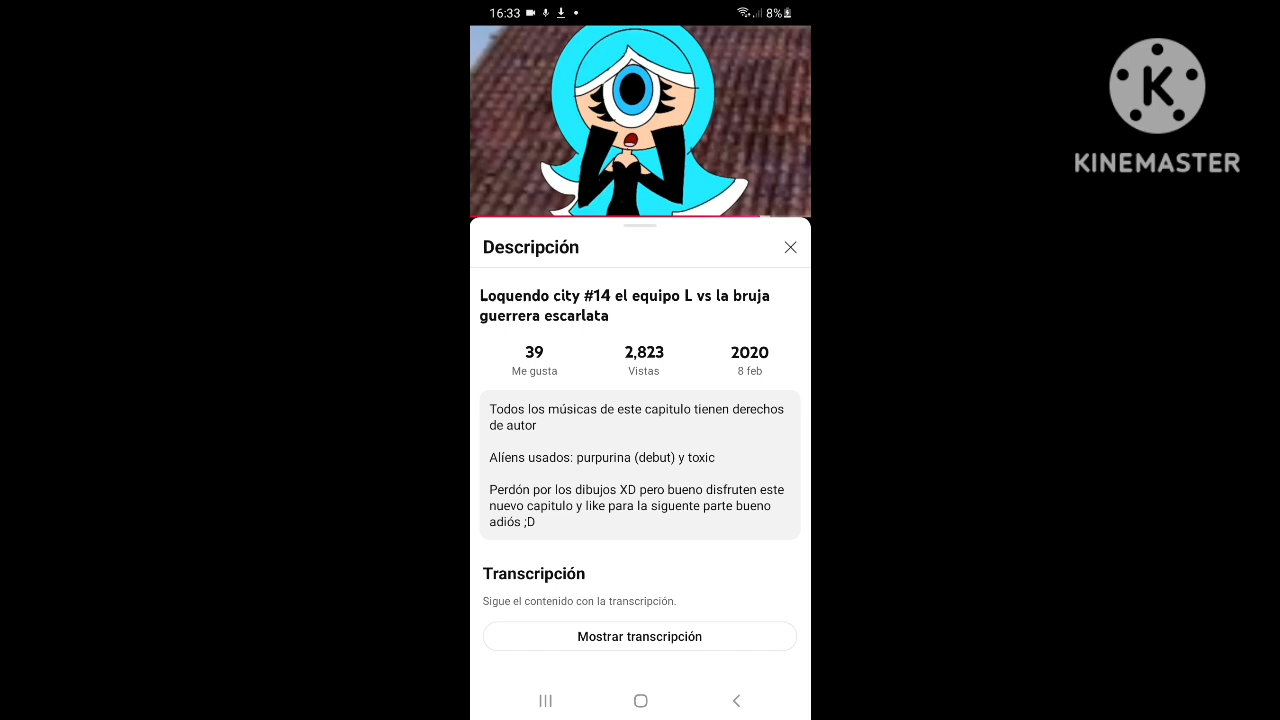 16:33
8%
KINEMASTER
Descripción
Loquendo city #14 el equipo L vs la bruja
guerrera escarlata
39
2,823
2020
Me gusta
Vistas
8 feb
Todos los músicas de este capitulo tienen derechos
de autor
Alíens usados: purpurina (debut) y toxic
Perdón por los dibujos XD pero bueno disfruten este
nuevo capitulo y like para la siguente parte bueno
adiós ;D
Transcripción
Sigue el contenido con la transcripción.
Mostrar transcripción